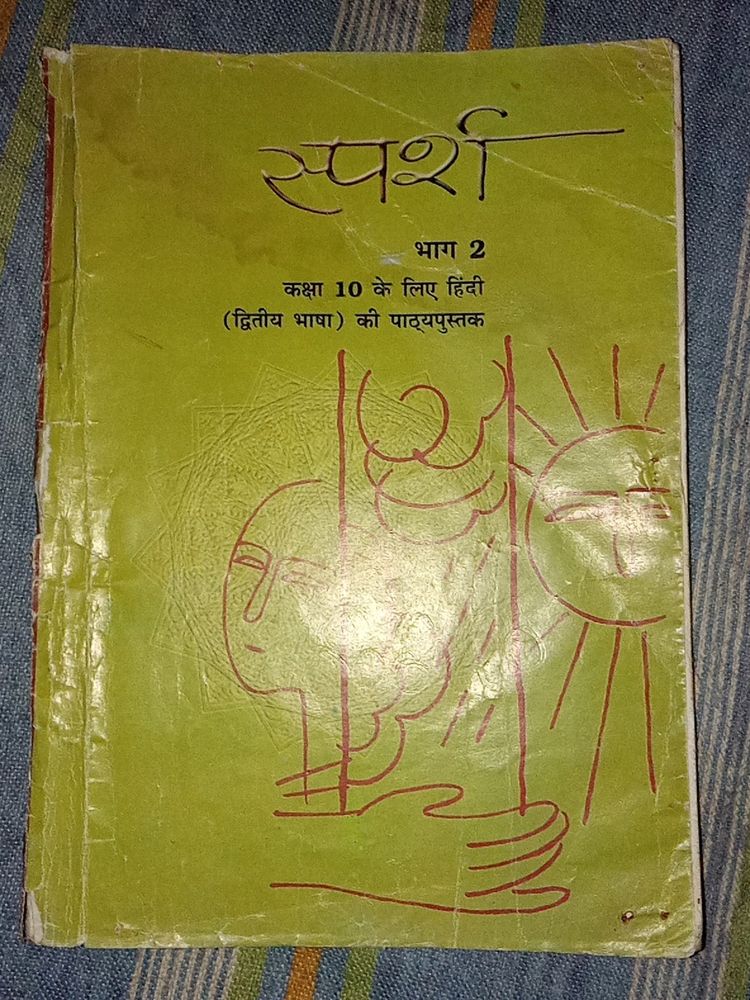 स्पर्श
भाग 2
कक्षा 10 के लिए हिंदी
(द्वितीय भाषा) की पाठ्यपुस्तक